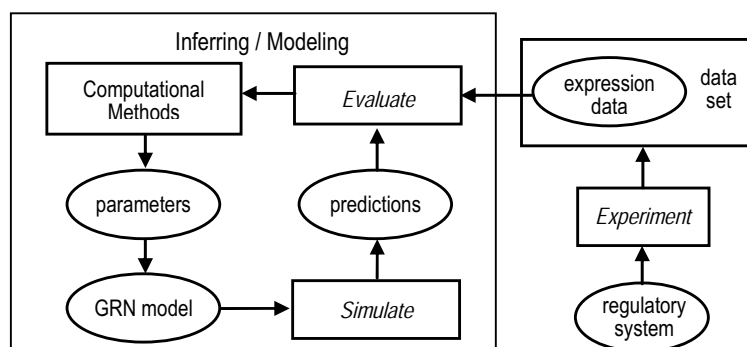 Inferring / Modeling
Computational
Methods
Evaluate
expression
data
data
set
parameters
predictions
Experiment
GRN model
Simulate
regulatory
system